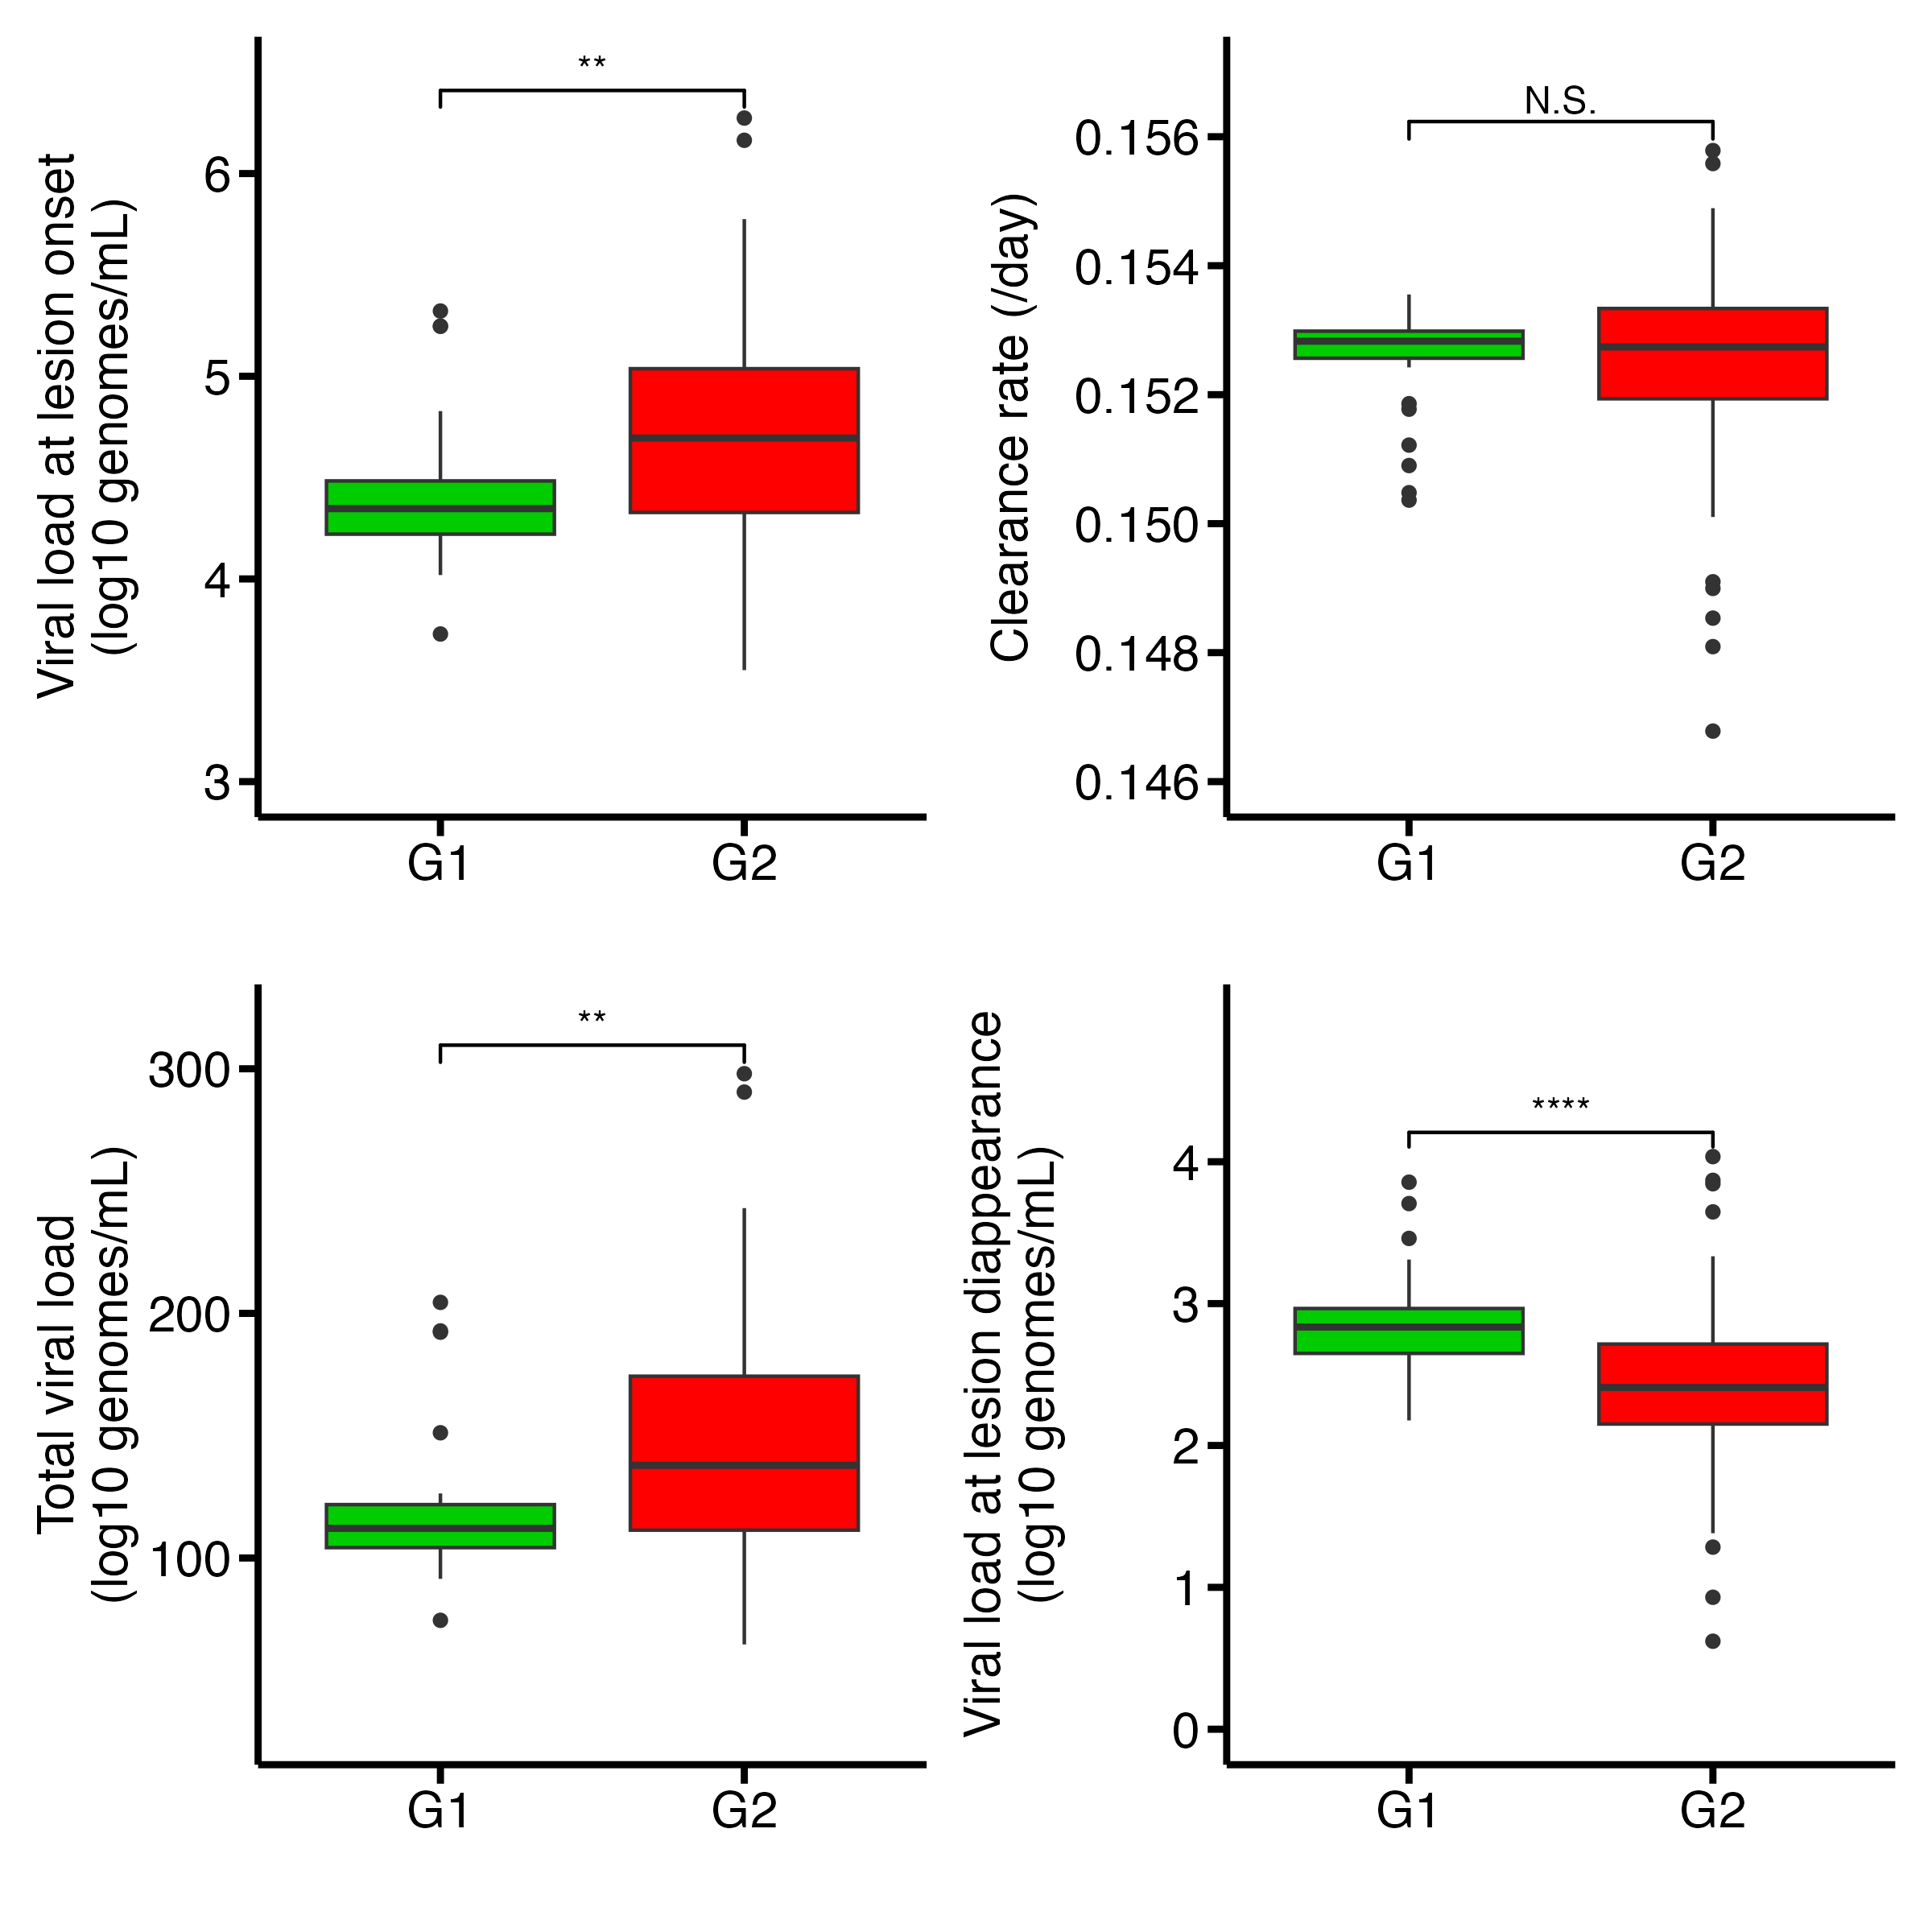 Viral load at lesion onset
(log10 genomes/mL)
6
5
4
3
**
G1
G2
Clearance rate (/day)
0.156
0.154
0.152
0.150
0.148
0.146
N.S.
G1
G2
Total viral load
(log10 genomes/mL)
300
200
100
**
G1
G2
Viral load at lesion diappearance
(log10 genomes/mL)
4
3
2
1
0
****
G1
G2